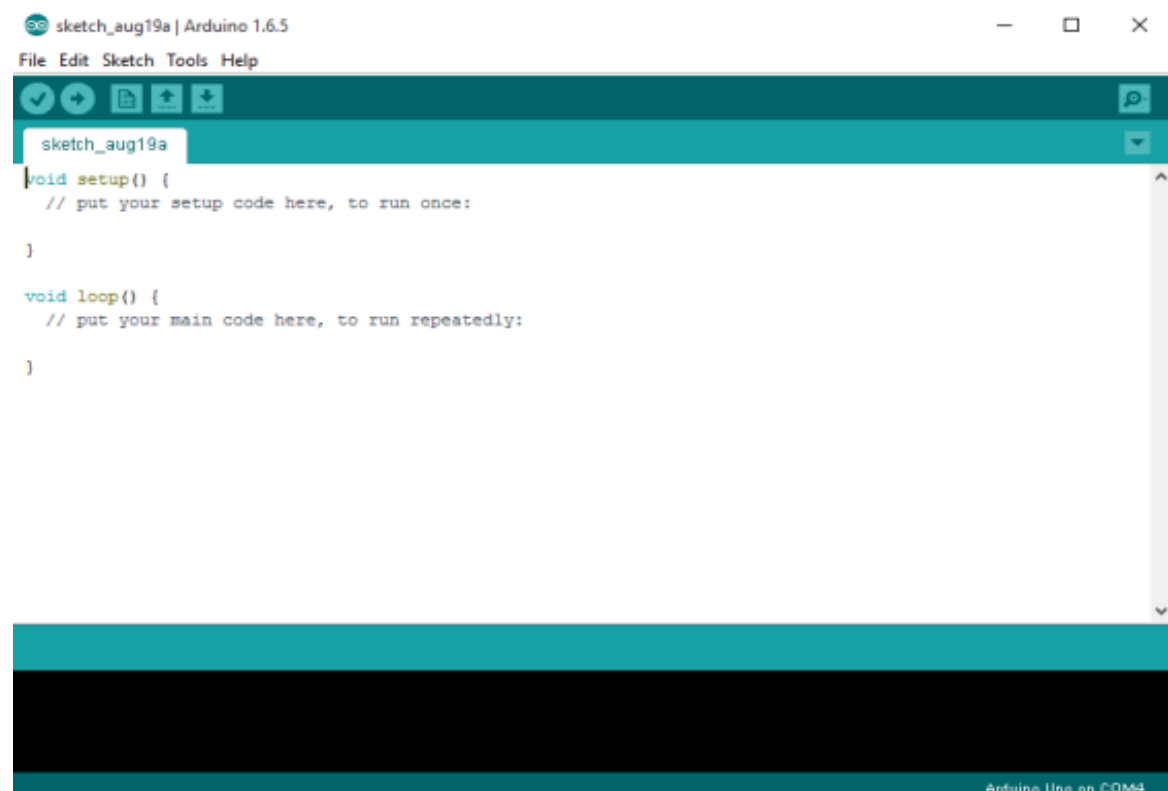 sketch_aug19a | Arduino 1.6.5
File Edit Sketch Tools Help
sketch_aug19a
void setup() {
  // put your setup code here, to run once:
}
void loop() {
  // put your main code here, to run repeatedly:
}
Arduino Uno on COM4